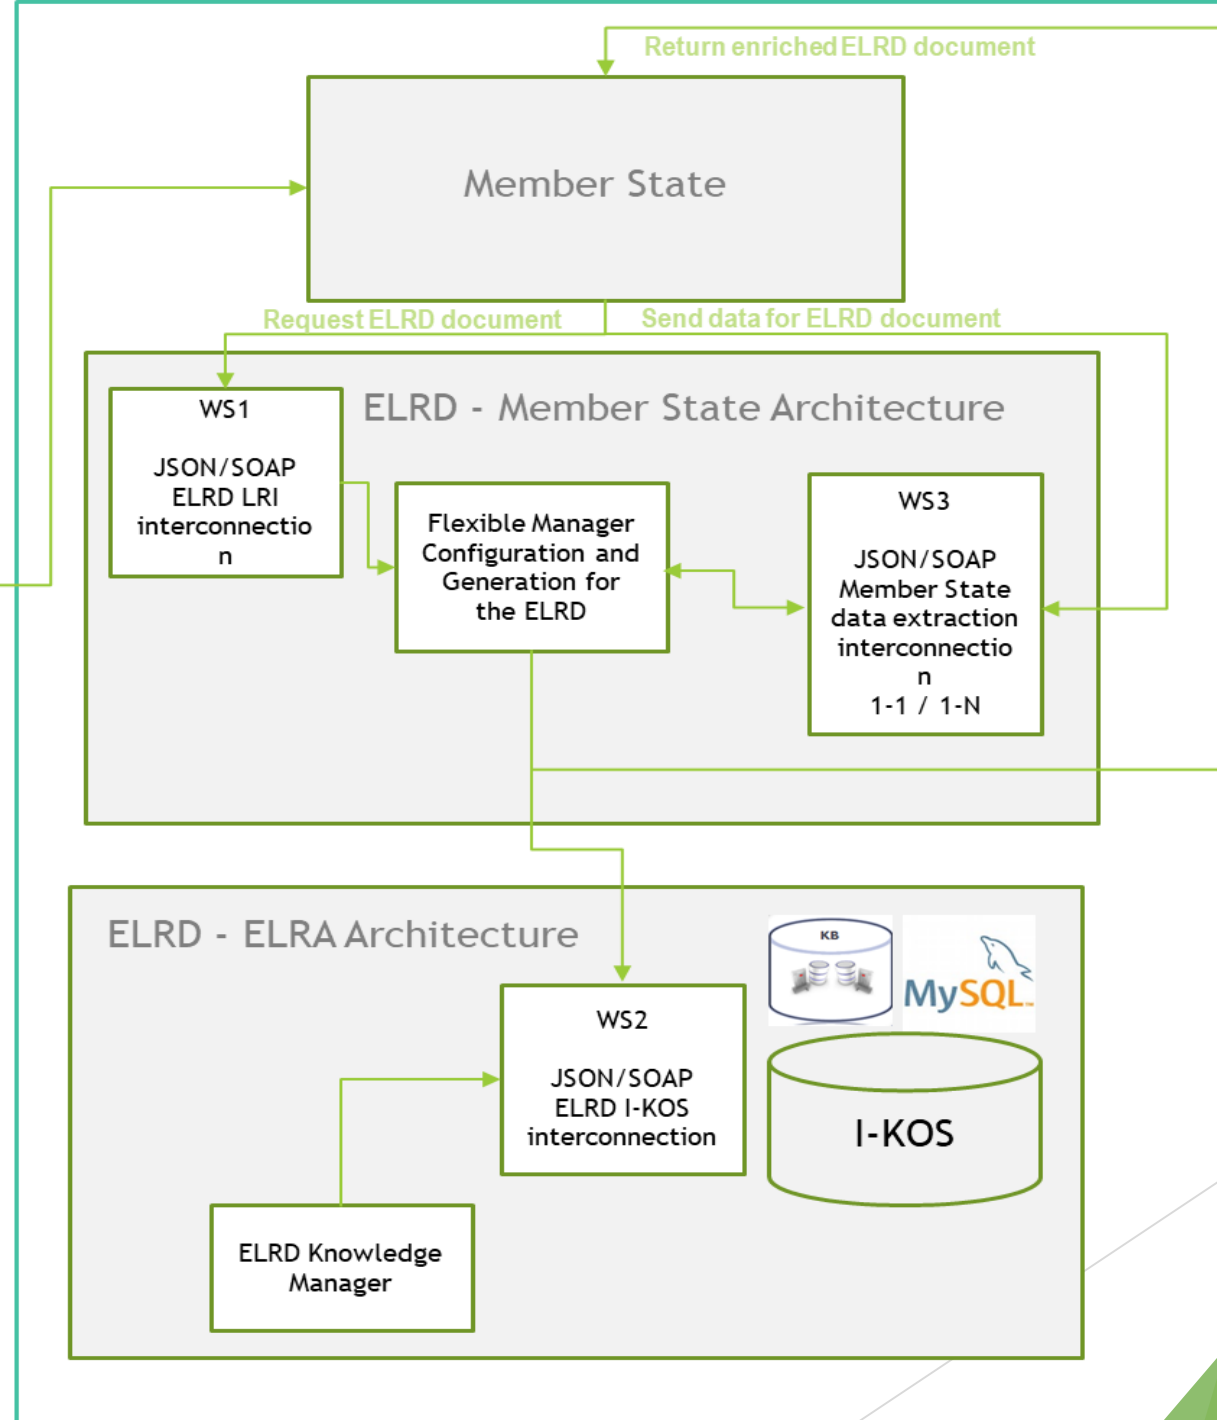 Return enriched ELRD document
Member State
Request ELRD document
Send data for ELRD document
ELRD - Member State Architecture
WS1
JSON/SOAP
ELRD LRI
interconnectio
n
Flexible Manager
Configuration and
Generation for
the ELRD
WS3
JSON/SOAP
Member State
data extraction
interconnectio
n
1-1 / 1-N
ELRD - ELRA Architecture
KB
MySQL
WS2
JSON/SOAP
ELRD I-KOS
interconnection
I-KOS
ELRD Knowledge
Manager